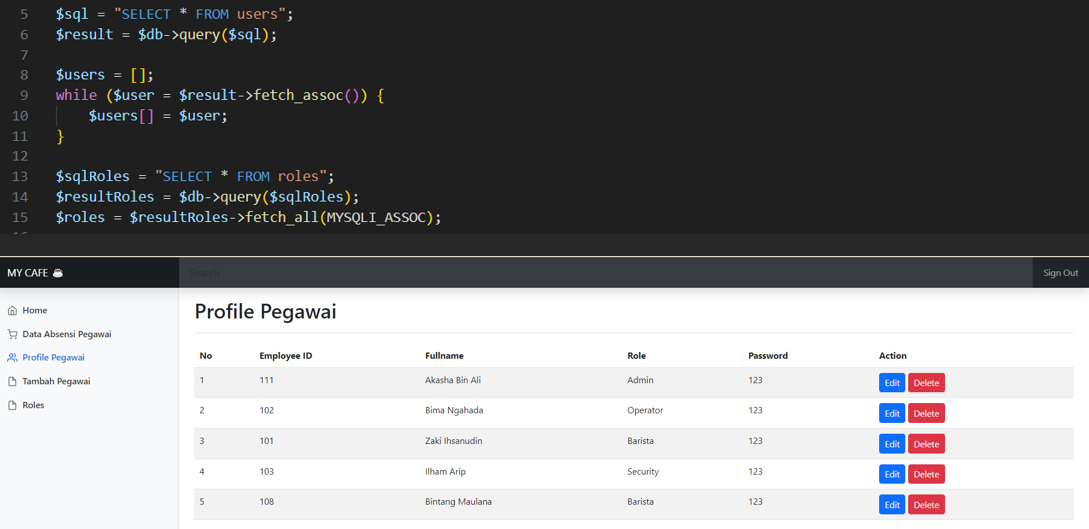 5 $sql = "SELECT * FROM users";
6 $result = $db->query($sql);
7
8 $users = [];
9 while ($user = $result->fetch_assoc()) {
10 $users[] = $user;
11 }
12
13 $sqlRoles = "SELECT * FROM roles";
14 $resultRoles = $db->query($sqlRoles);
15 $roles = $resultRoles->fetch_all(MYSQLI_ASSOC);
MY CAFE ☕ Search Sign Out
Home
Data Absensi Pegawai
Profile Pegawai
Tambah Pegawai
Roles
Profile Pegawai
No Employee ID Fullname Role Password Action
1 111 Akasha Bin Ali Admin 123 Edit Delete
2 102 Bima Ngahada Operator 123 Edit Delete
3 101 Zaki Ihsanudin Barista 123 Edit Delete
4 103 Ilham Arip Security 123 Edit Delete
5 108 Bintang Maulana Barista 123 Edit Delete